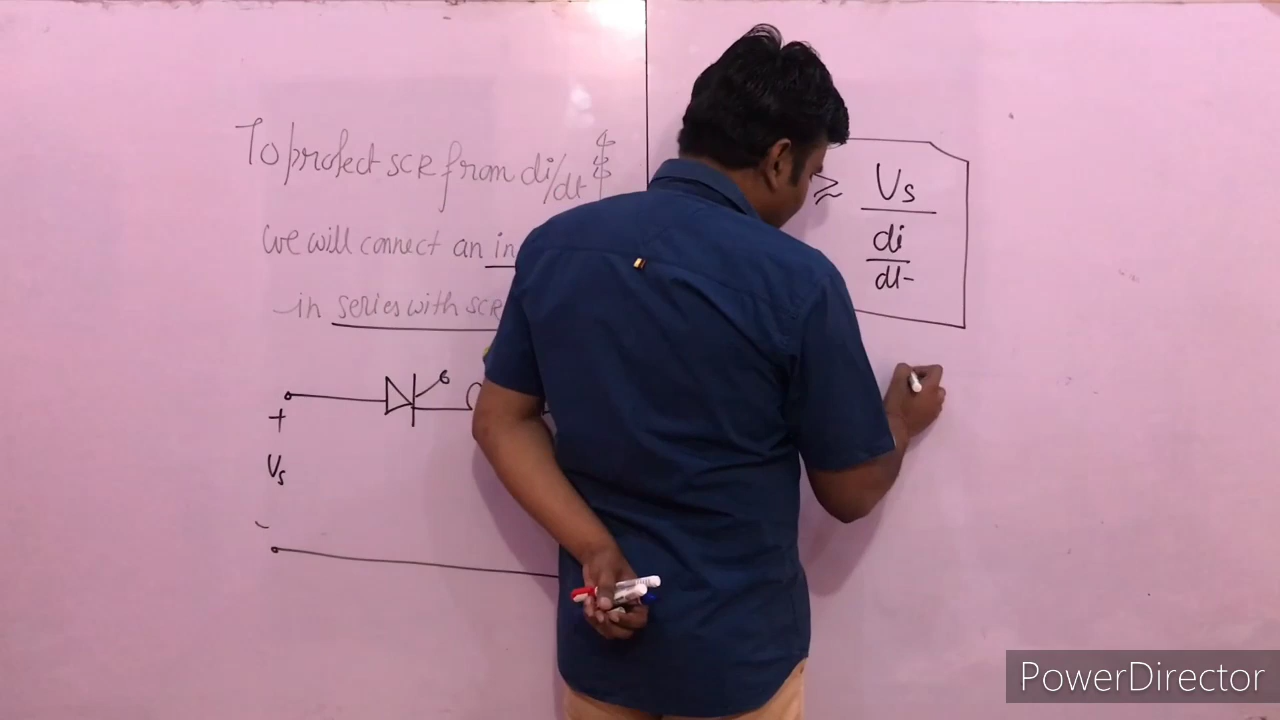 To protect SCR from di/dt
we will connect an in
in series with SCR
G
+
Vs
-
≥ Vs
di
dt
PowerDirector